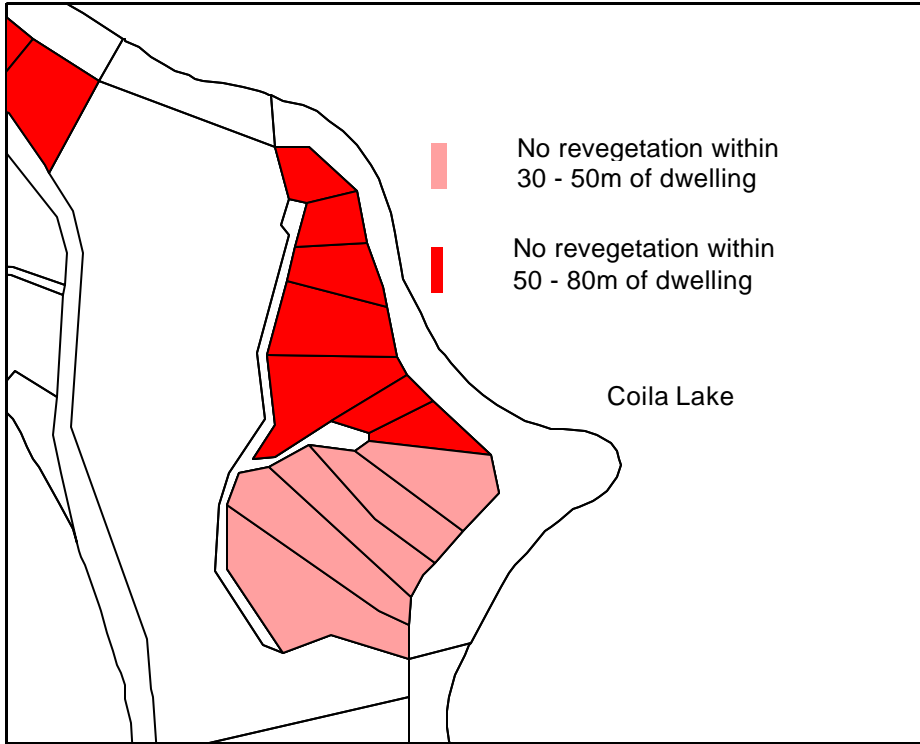 No revegetation within
30 - 50m of dwelling
No revegetation within
50 - 80m of dwelling
Coila Lake